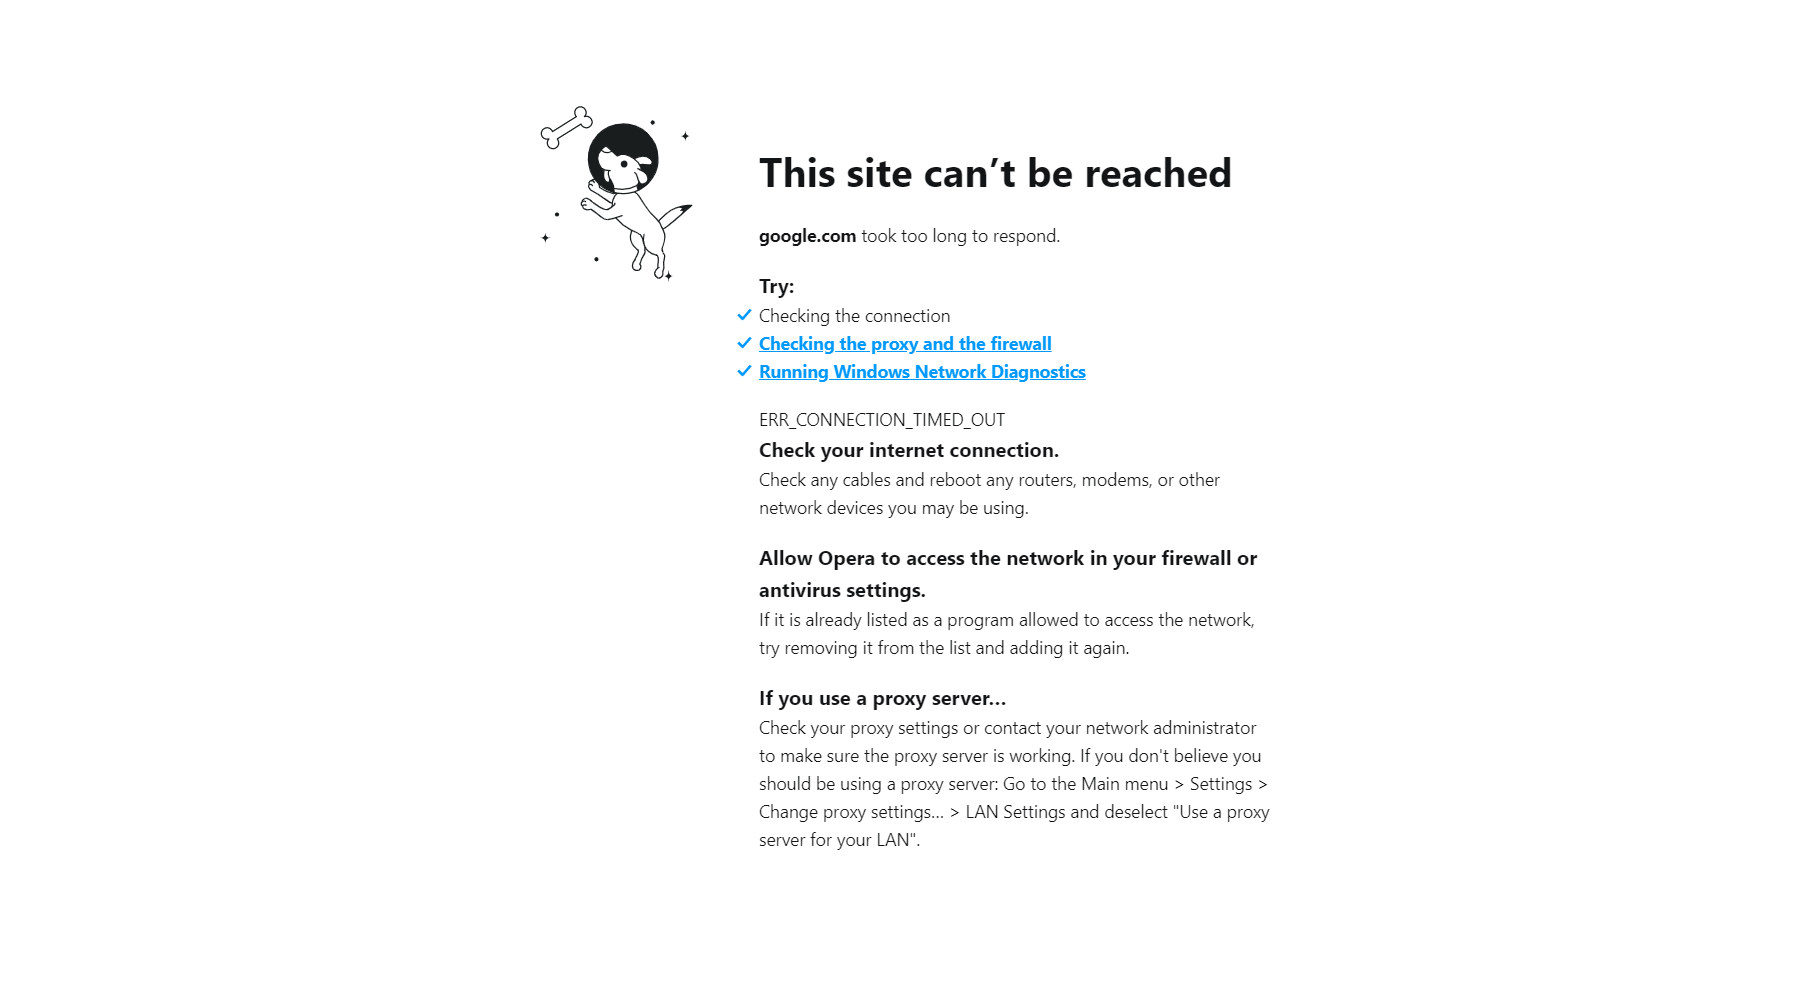 This site can’t be reached
google.com took too long to respond.
Try:
Checking the connection
Checking the proxy and the firewall
Running Windows Network Diagnostics
ERR_CONNECTION_TIMED_OUT
Check your internet connection.
Check any cables and reboot any routers, modems, or other
network devices you may be using.
Allow Opera to access the network in your firewall or
antivirus settings.
If it is already listed as a program allowed to access the network,
try removing it from the list and adding it again.
If you use a proxy server…
Check your proxy settings or contact your network administrator
to make sure the proxy server is working. If you don't believe you
should be using a proxy server: Go to the Main menu > Settings >
Change proxy settings… > LAN Settings and deselect "Use a proxy
server for your LAN".